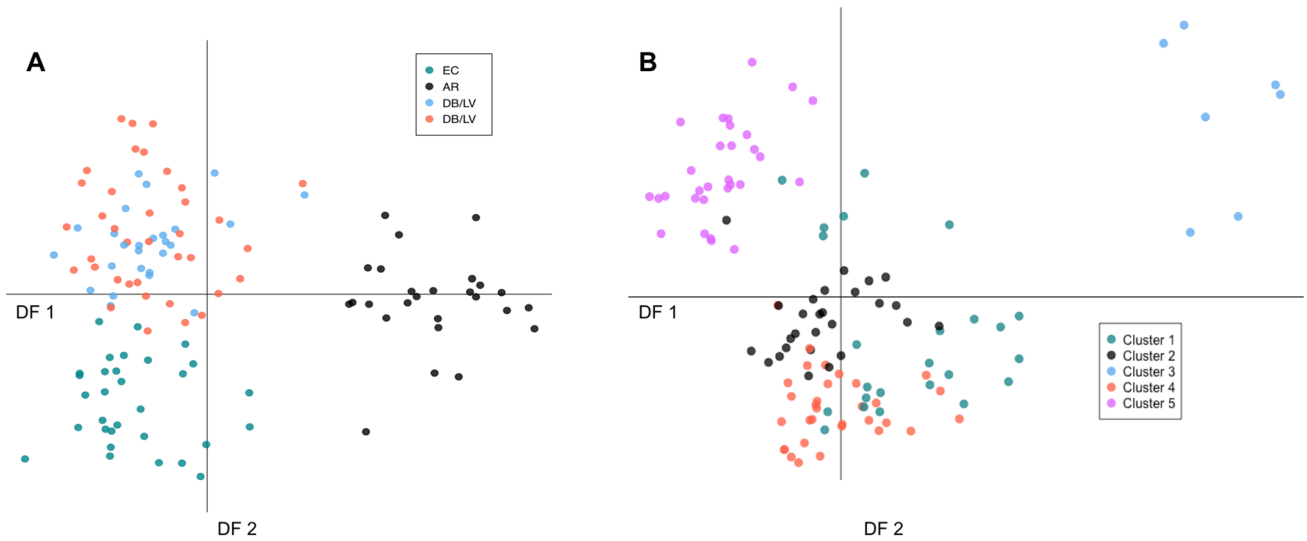 A
EC
AR
DB/LV
DB/LV
DF 1
DF 2
B
DF 1
Cluster 1
Cluster 2
Cluster 3
Cluster 4
Cluster 5
DF 2